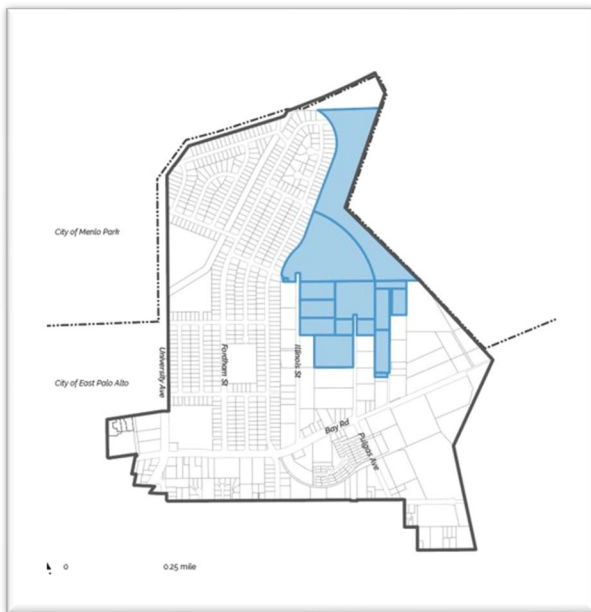 City of Menlo Park
City of East Palo Alto
University Ave
Fordham St
Illinois St
Bay Rd
Pulgas Ave
0 0.25 mile